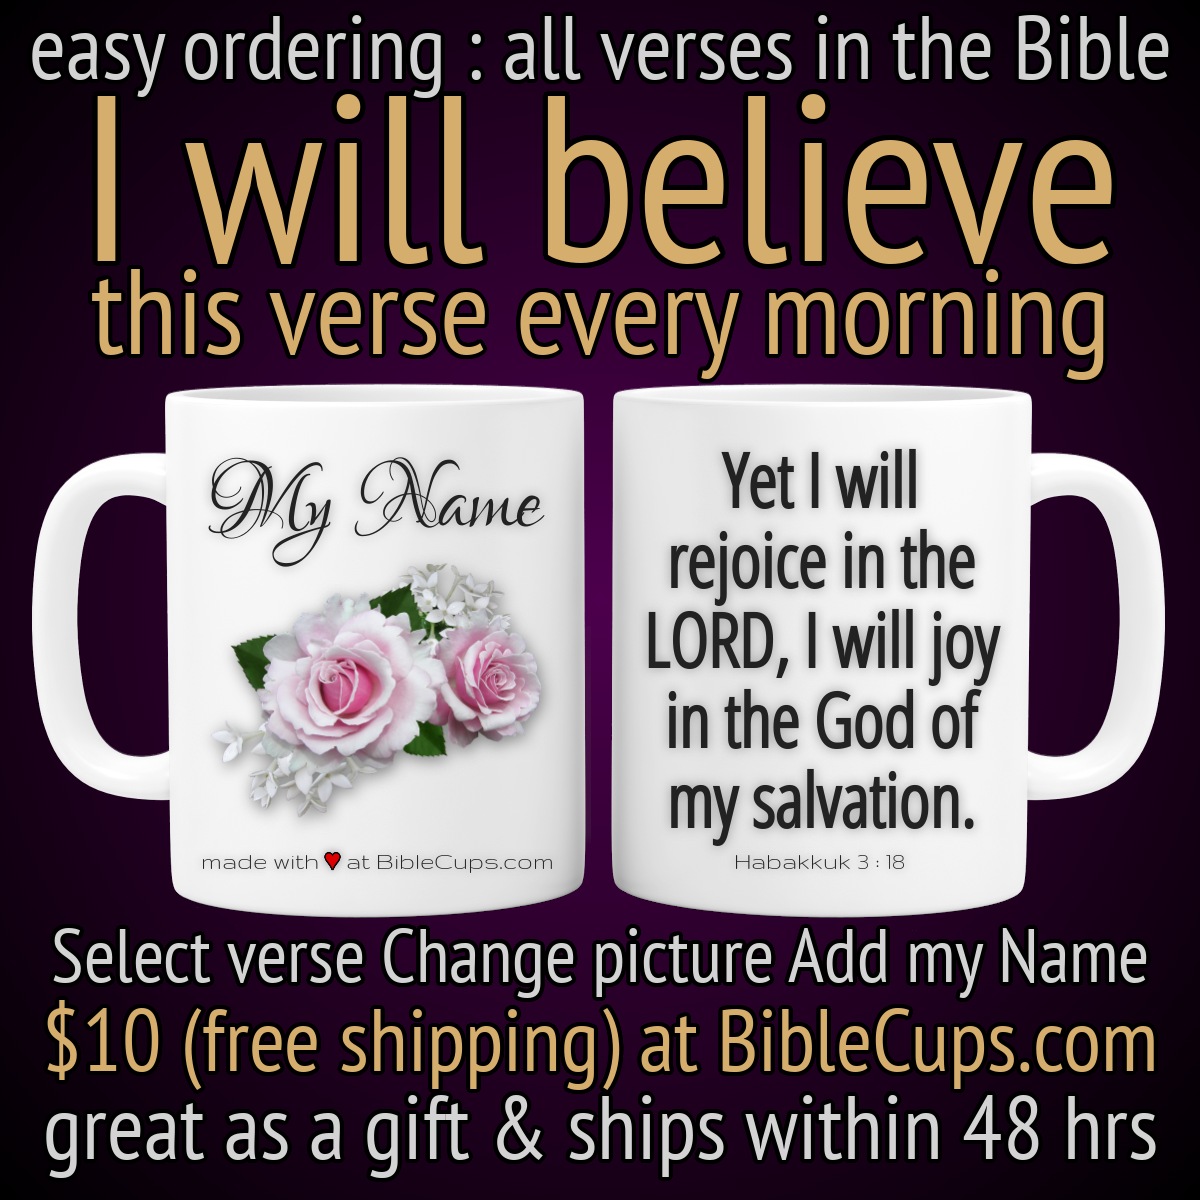 easy ordering : all verses in the Bible
I will believe
this verse every morning
My Name
made with ♥ at BibleCups.com
Yet I will
rejoice in the
LORD, I will joy
in the God of
my salvation.
Habakkuk 3 : 18
Select verse Change picture Add my Name
$10 (free shipping) at BibleCups.com
great as a gift & ships within 48 hrs